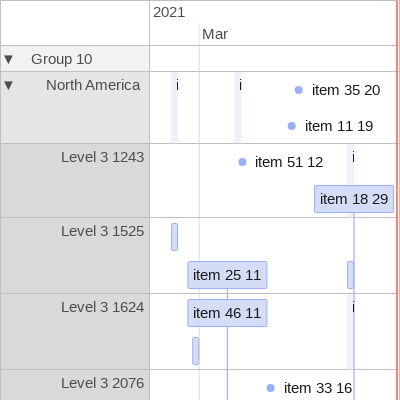 2021
Mar
▼ Group 10
▼ North America i i item 35 20
item 11 19
Level 3 1243 item 51 12 i
item 18 29
Level 3 1525
item 25 11
Level 3 1624 item 46 11 i
Level 3 2076 item 33 16